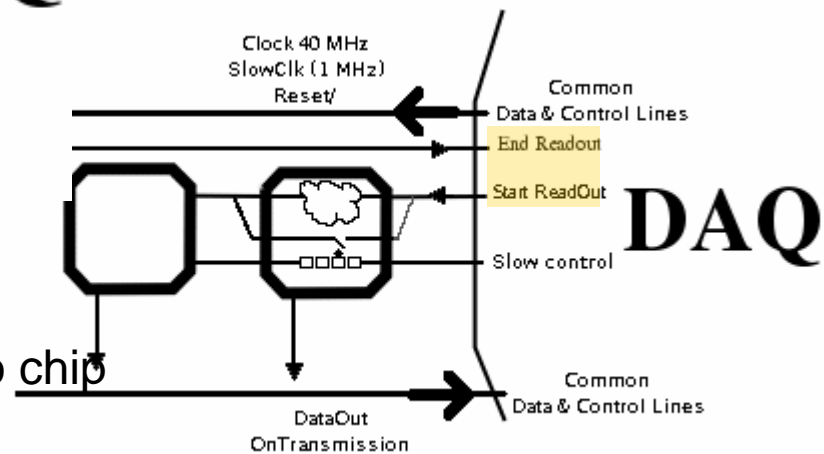 Clock 40 MHz
SlowClk (1 MHz)
Reset/
Common
Data & Control Lines
End Readout
Start ReadOut
DAQ
Slow control
chip
Common
Data & Control Lines
DataOut
OnTransmission